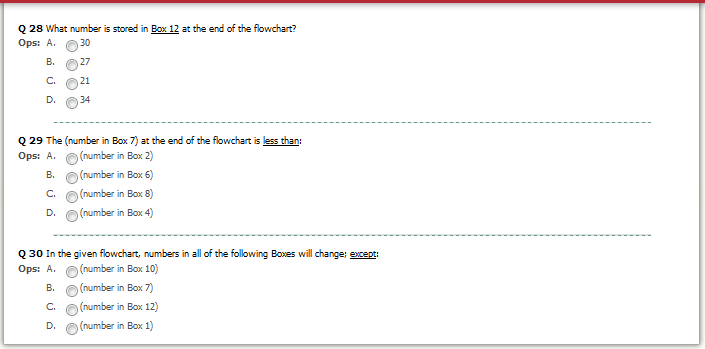 Q 28 What number is stored in Box 12 at the end of the flowchart?
Ops: A. 30
B. 27
C. 21
D. 34
Q 29 The (number in Box 7) at the end of the flowchart is less than:
Ops: A. (number in Box 2)
B. (number in Box 6)
C. (number in Box 8)
D. (number in Box 4)
Q 30 In the given flowchart, numbers in all of the following Boxes will change; except:
Ops: A. (number in Box 10)
B. (number in Box 7)
C. (number in Box 12)
D. (number in Box 1)